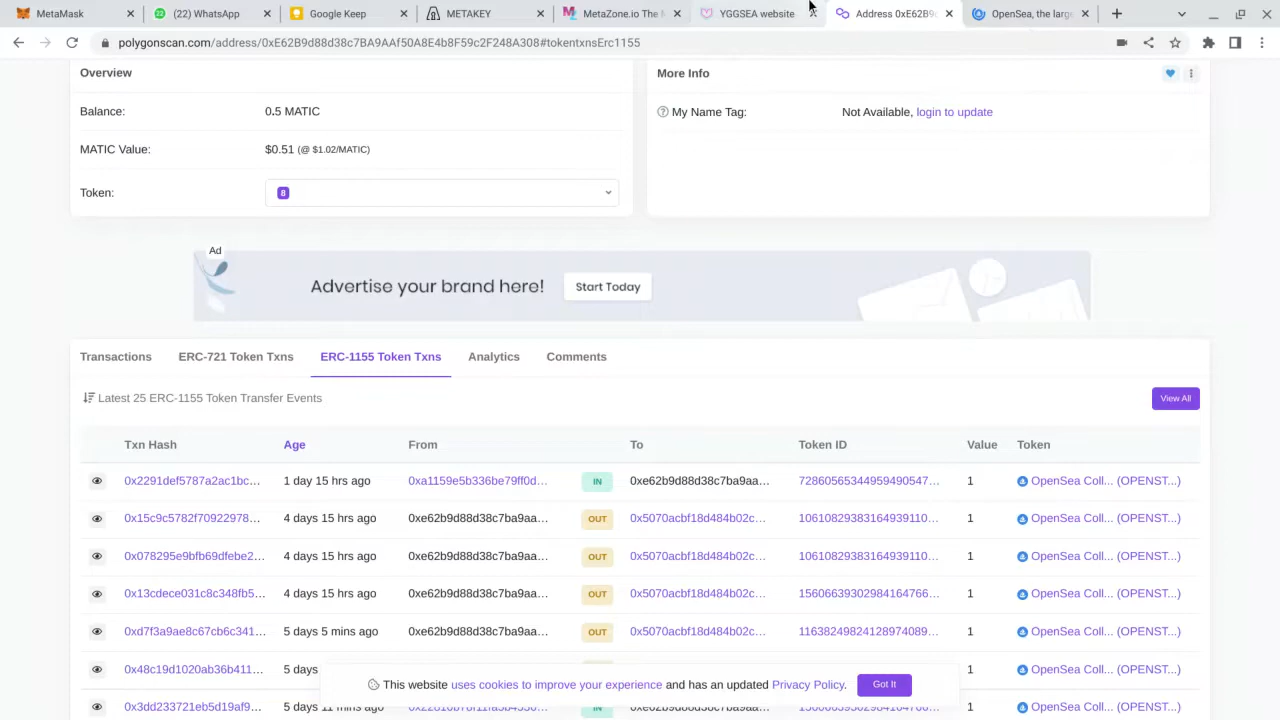 MetaMask
(22) WhatsApp
Google Keep
METAKEY
MetaZone.io The M
YGGSEA website
Address 0xE62B9
OpenSea, the larg
polygonscan.com/address/0xE62B9d88d38c7BA9AAf50A8E4b8F59c2F248A308#tokentxnsErc1155
Overview
More Info
Balance:
0.5 MATIC
My Name Tag:
Not Available, login to update
MATIC Value:
$0.51 (@ $1.02/MATIC)
Token:
8
Ad
Advertise your brand here!
Start Today
Transactions
ERC-721 Token Txns
ERC-1155 Token Txns
Analytics
Comments
Latest 25 ERC-1155 Token Transfer Events
View All
Txn Hash Age From To Token ID Value Token
0x2291def5787a2ac1bc... 1 day 15 hrs ago 0xa1159e5b336be79ff0d... IN 0xe62b9d88d38c7ba9aa... 72860565344959490547... 1 OpenSea Coll... (OPENST...)
0x15c9c5782f70922978... 4 days 15 hrs ago 0xe62b9d88d38c7ba9aa... OUT 0x5070acbf18d484b02c... 10610829383164939110... 1 OpenSea Coll... (OPENST...)
0x078295e9bfb69dfebe2... 4 days 15 hrs ago 0xe62b9d88d38c7ba9aa... OUT 0x5070acbf18d484b02c... 10610829383164939110... 1 OpenSea Coll... (OPENST...)
0x13cdece031c8c348fb5... 4 days 15 hrs ago 0xe62b9d88d38c7ba9aa... OUT 0x5070acbf18d484b02c... 15606639302984164766... 1 OpenSea Coll... (OPENST...)
0xd7f3a9ae8c67cb6c341... 5 days 5 mins ago 0xe62b9d88d38c7ba9aa... OUT 0x5070acbf18d484b02c... 11638249824128974089... 1 OpenSea Coll... (OPENST...)
0x48c19d1020ab36b411... 5 days 1 OpenSea Coll... (OPENST...)
This website uses cookies to improve your experience and has an updated Privacy Policy.
Got It
0x3dd233721eb5d19af9... 5 days 11 mins ago IN 1 OpenSea Coll... (OPENST...)